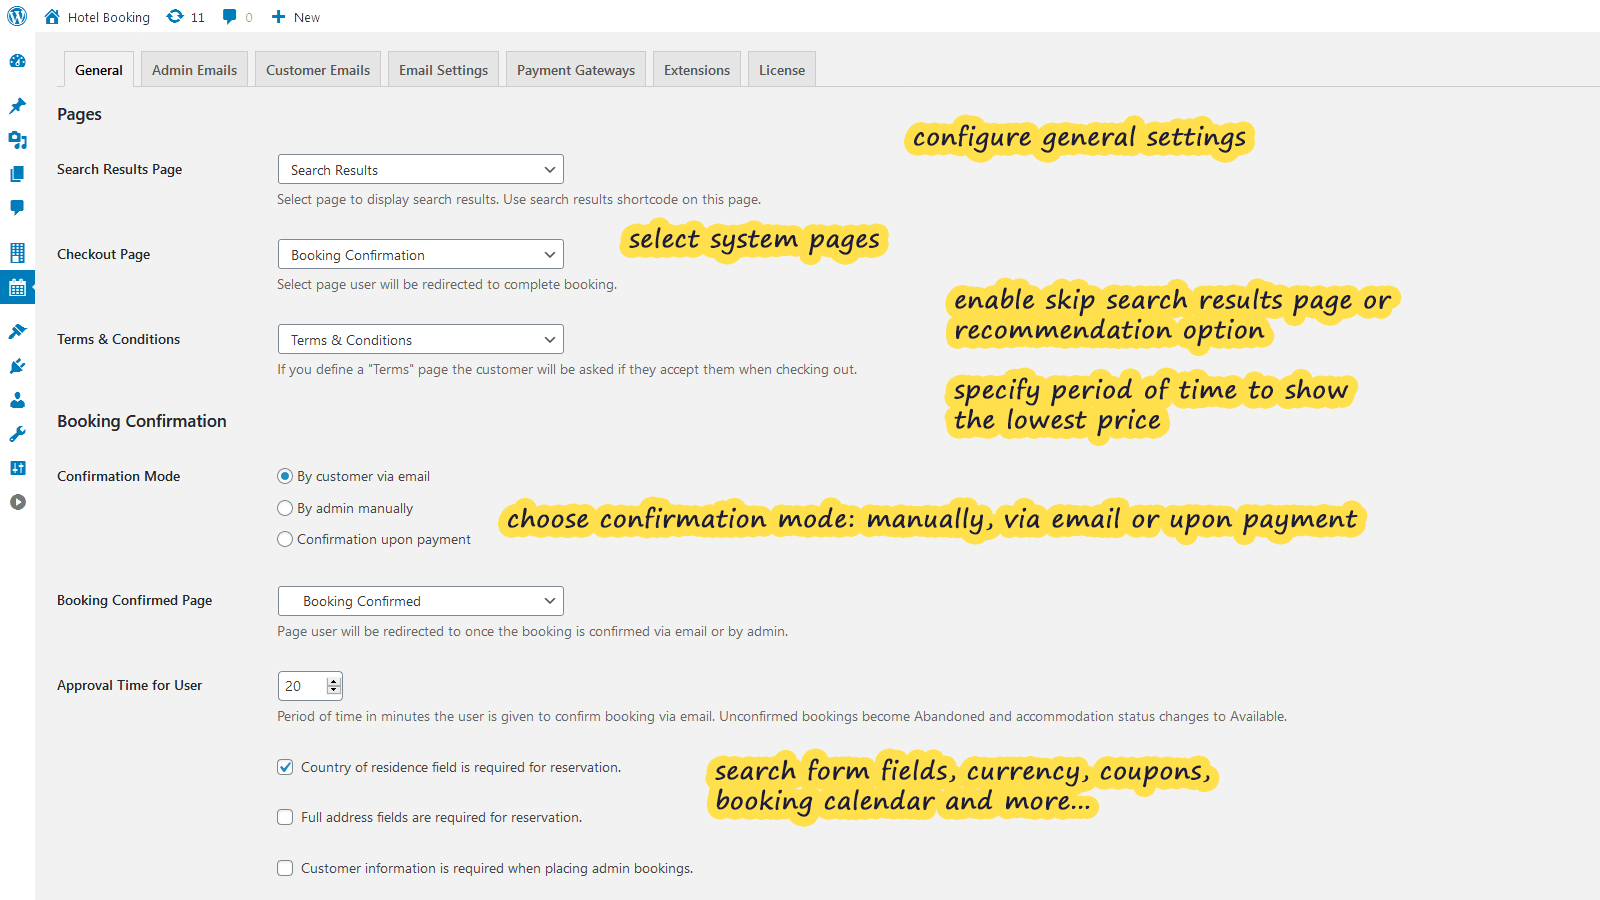 Hotel Booking 11 0 New
General Admin Emails Customer Emails Email Settings Payment Gateways Extensions License
Pages
configure general settings
Search Results Page Search Results
Select page to display search results. Use search results shortcode on this page.
select system pages
Checkout Page Booking Confirmation
Select page user will be redirected to complete booking.
enable skip search results page or
recommendation option
Terms & Conditions Terms & Conditions
If you define a "Terms" page the customer will be asked if they accept them when checking out.
specify period of time to show
the lowest price
Booking Confirmation
Confirmation Mode By customer via email
By admin manually
choose confirmation mode: manually, via email or upon payment
Confirmation upon payment
Booking Confirmed Page Booking Confirmed
Page user will be redirected to once the booking is confirmed via email or by admin.
Approval Time for User 20
Period of time in minutes the user is given to confirm booking via email. Unconfirmed bookings become Abandoned and accommodation status changes to Available.
Country of residence field is required for reservation.
search form fields, currency, coupons,
booking calendar and more...
Full address fields are required for reservation.
Customer information is required when placing admin bookings.